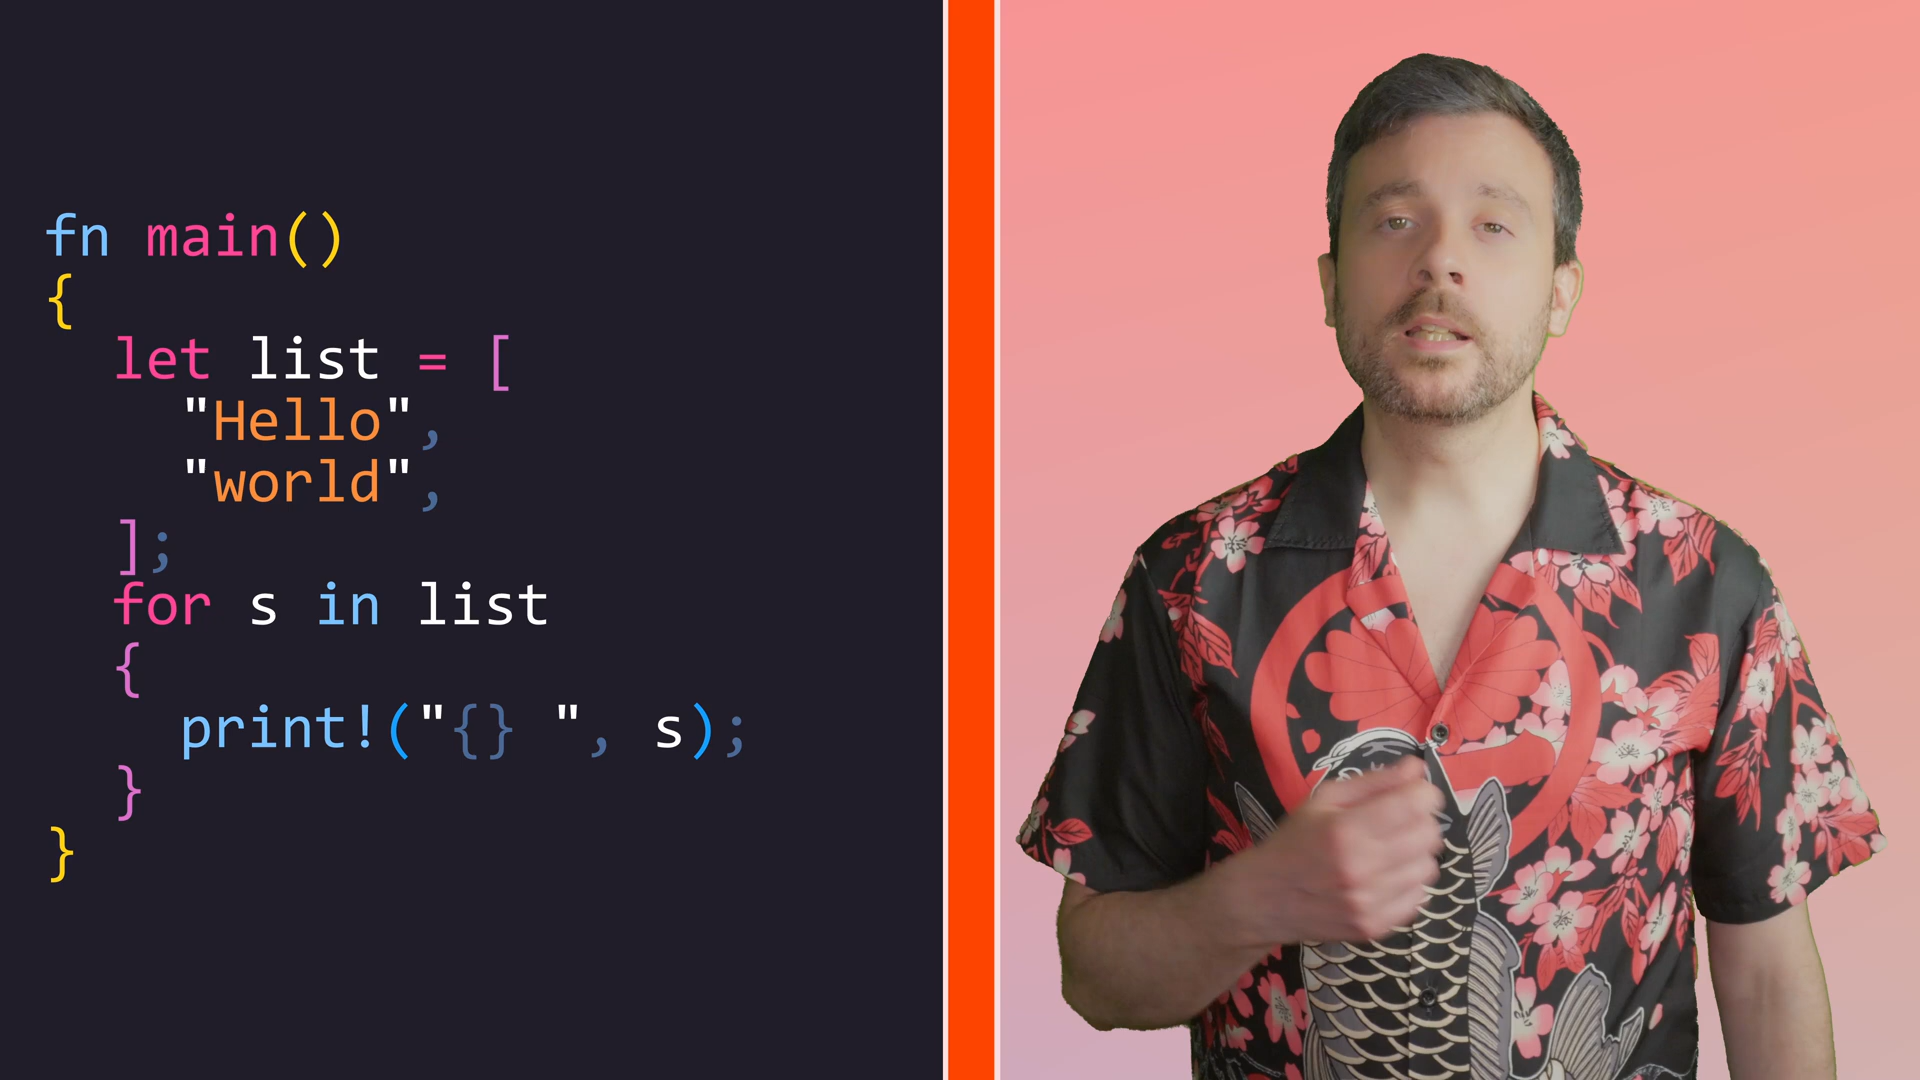 fn main()
{
  let list = [
    "Hello",
    "world",
  ];
  for s in list
  {
    print!("{} ", s);
  }
}